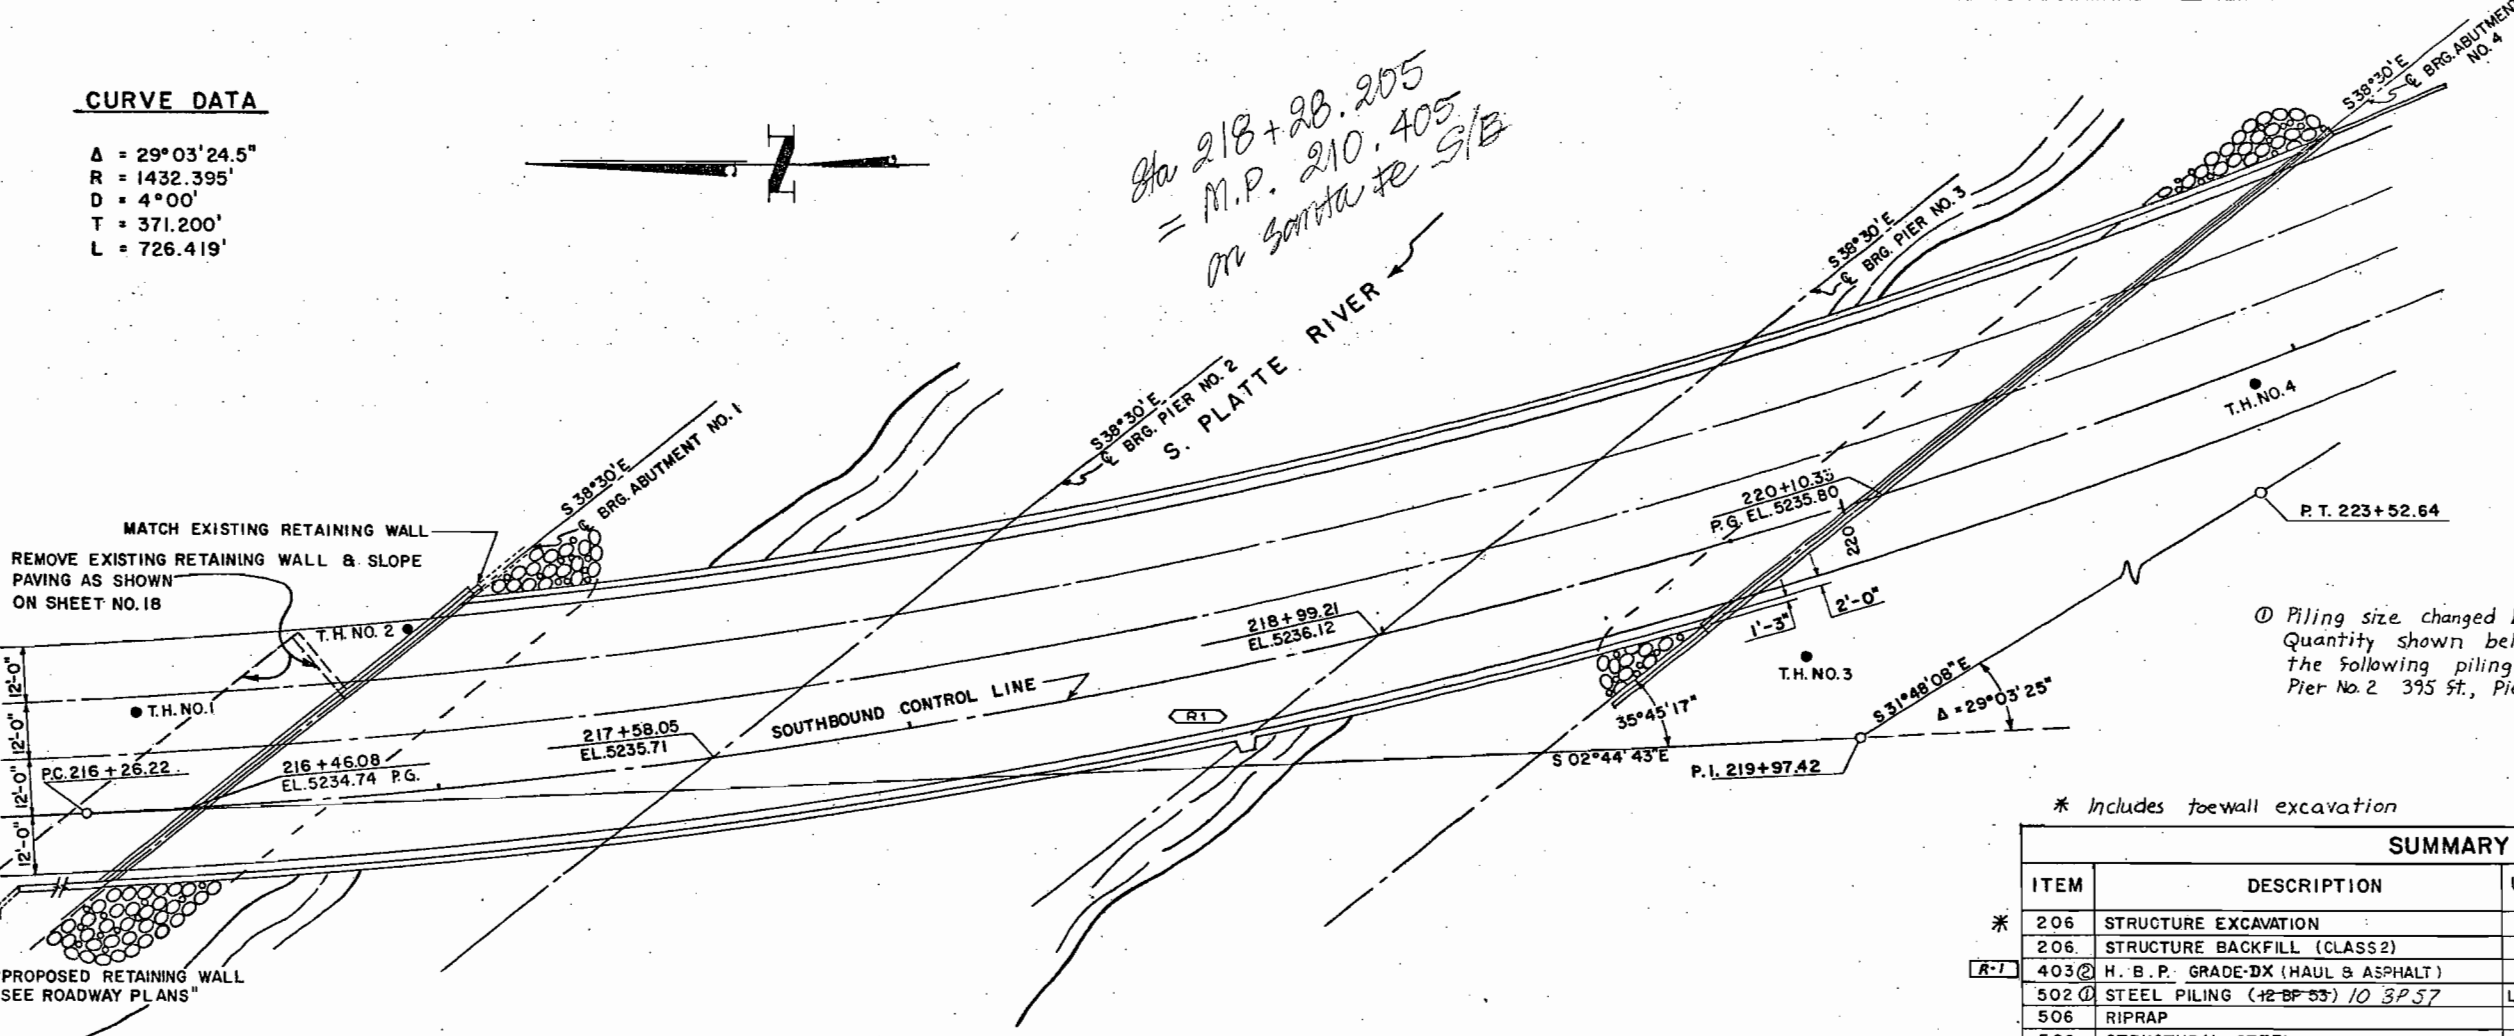 CURVE DATA
Δ = 29°03'24.5"
R = 1432.395'
D = 4°00'
T = 371.200'
L = 726.419'
N
Sta 218+28.205
= M.P. 210.405
on Santa Fe S/B
S. PLATTE RIVER
S 38°30' E
℄ BRG. ABUTMENT NO. 1
S 38°30' E
℄ BRG. PIER NO. 2
S 38°30' E
℄ BRG. PIER NO. 3
S 38°30' E
℄ BRG. ABUTMENT
NO. 4
MATCH EXISTING RETAINING WALL
REMOVE EXISTING RETAINING WALL & SLOPE
PAVING AS SHOWN
ON SHEET NO. 18
T.H. NO. 2
T.H. NO. 1
12'-0"
12'-0"
12'-0"
12'-0"
P.C. 216 + 26.22
216 + 46.08
EL. 5234.74 P.G.
217 + 58.05
EL. 5235.71
SOUTHBOUND CONTROL LINE
R1
218 + 99.21
EL. 5236.12
220+10.35
P.G. EL. 5235.80
220
2'-0"
1'-3"
T.H. NO. 3
T.H. NO. 4
35°45'17"
S 02°44'43" E
P.I. 219+97.42
S 31°48'08" E
Δ = 29°03'25"
P.T. 223+52.64
① Piling size changed
Quantity shown
the following piling
Pier No. 2 395 ft.,
PROPOSED RETAINING WALL
SEE ROADWAY PLANS"
* Includes toewall excavation
SUMMARY
ITEM DESCRIPTION
* 206 STRUCTURE EXCAVATION
206. STRUCTURE BACKFILL (CLASS 2)
R-1 403② H.B.P. GRADE-DX (HAUL & ASPHALT)
502① STEEL PILING (12 BP 53) 10 BP 57
506 RIPRAP